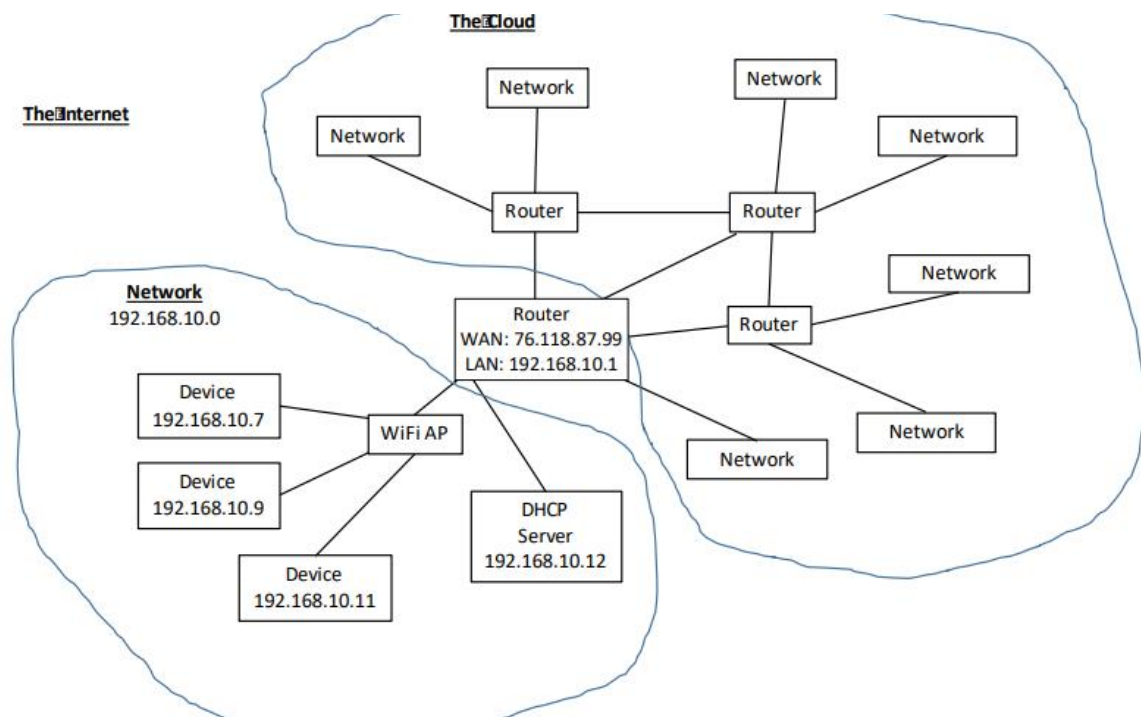 The Cloud
The Internet
Network
Network
Network
Network
Router
Router
Network
Network
192.168.10.0
Router
WAN: 76.118.87.99
LAN: 192.168.10.1
Router
Device
192.168.10.7
WiFi AP
Network
Network
Device
192.168.10.9
DHCP
Server
192.168.10.12
Device
192.168.10.11